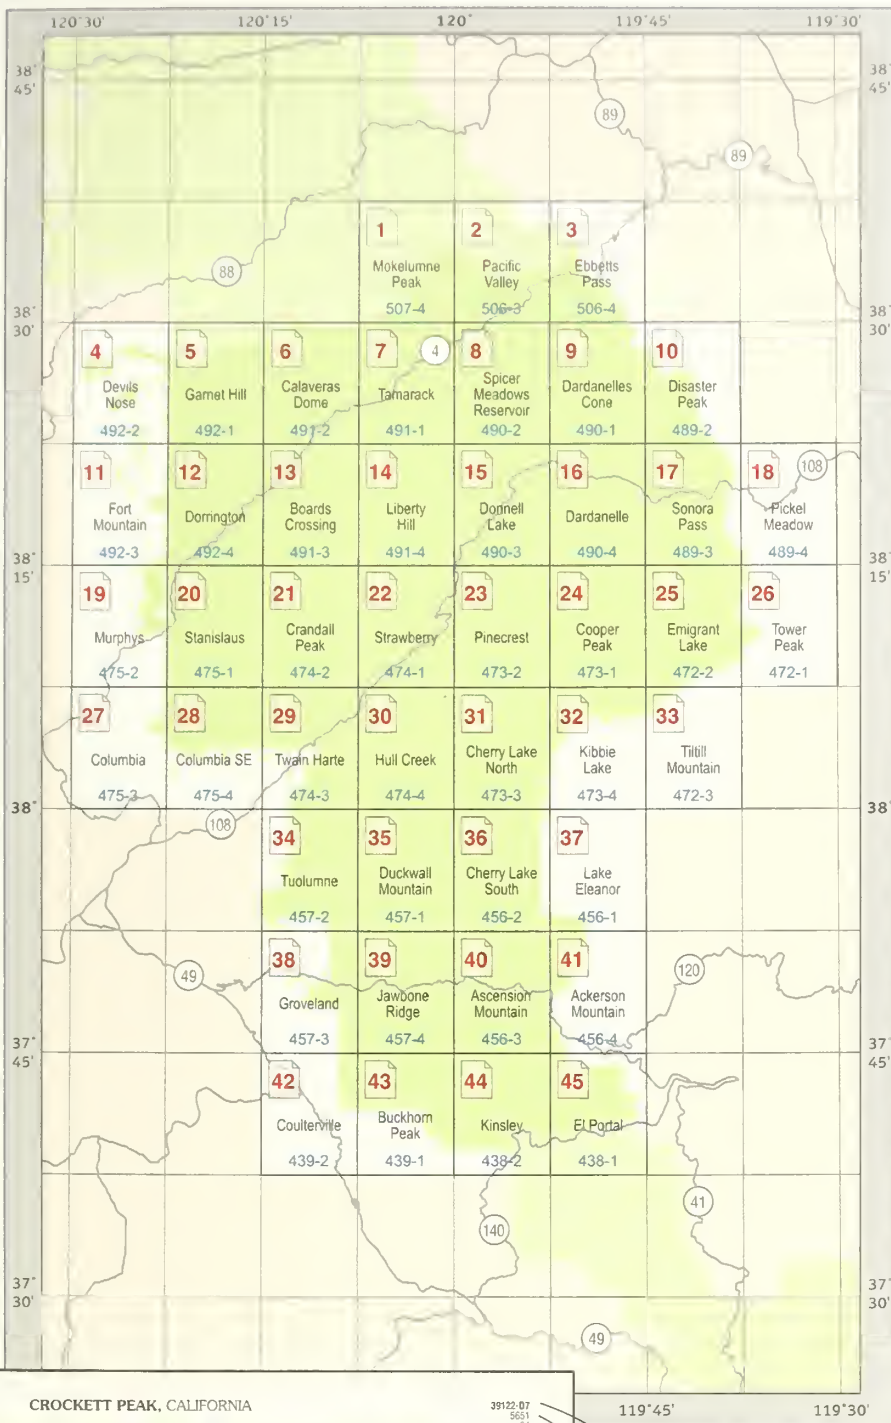 120°30' 120°15' 120° 119°45' 119°30'
38°
45'
38°
45'
89
89
88
1
Mokelumne
Peak
507-4
2
Pacific
Valley
506-3
3
Ebbetts
Pass
506-4
38°
30'
38°
30'
4
Devils
Nose
492-2
5
Garnet Hill
492-1
6
Calaveras
Dome
491-2
7
Tamarack
491-1
4
8
Spicer
Meadows
Reservoir
490-2
9
Dardanelles
Cone
490-1
10
Disaster
Peak
489-2
11
Fort
Mountain
492-3
12
Dorrington
492-4
13
Boards
Crossing
491-3
14
Liberty
Hill
491-4
15
Donnell
Lake
490-3
16
Dardanelle
490-4
17
Sonora
Pass
489-3
18
Pickel
Meadow
489-4
108
38°
15'
38°
15'
19
Murphys
475-2
20
Stanislaus
475-1
21
Crandall
Peak
474-2
22
Strawberry
474-1
23
Pinecrest
473-2
24
Cooper
Peak
473-1
25
Emigrant
Lake
472-2
26
Tower
Peak
472-1
27
Columbia
475-3
28
Columbia SE
475-4
29
Twain Harte
474-3
30
Hull Creek
474-4
31
Cherry Lake
North
473-3
32
Kibbie
Lake
473-4
33
Tiltill
Mountain
472-3
38°
38°
108
34
Tuolumne
457-2
35
Duckwall
Mountain
457-1
36
Cherry Lake
South
456-2
37
Lake
Eleanor
456-1
49
38
Groveland
457-3
39
Jawbone
Ridge
457-4
40
Ascension
Mountain
456-3
41
Ackerson
Mountain
456-4
120
37°
45'
37°
45'
42
Coulterville
439-2
43
Buckhorn
Peak
439-1
44
Kinsley
438-2
45
El Portal
438-1
41
140
37°
30'
37°
30'
49
CROCKETT PEAK, CALIFORNIA
39122-D7
5651
119°45' 119°30'